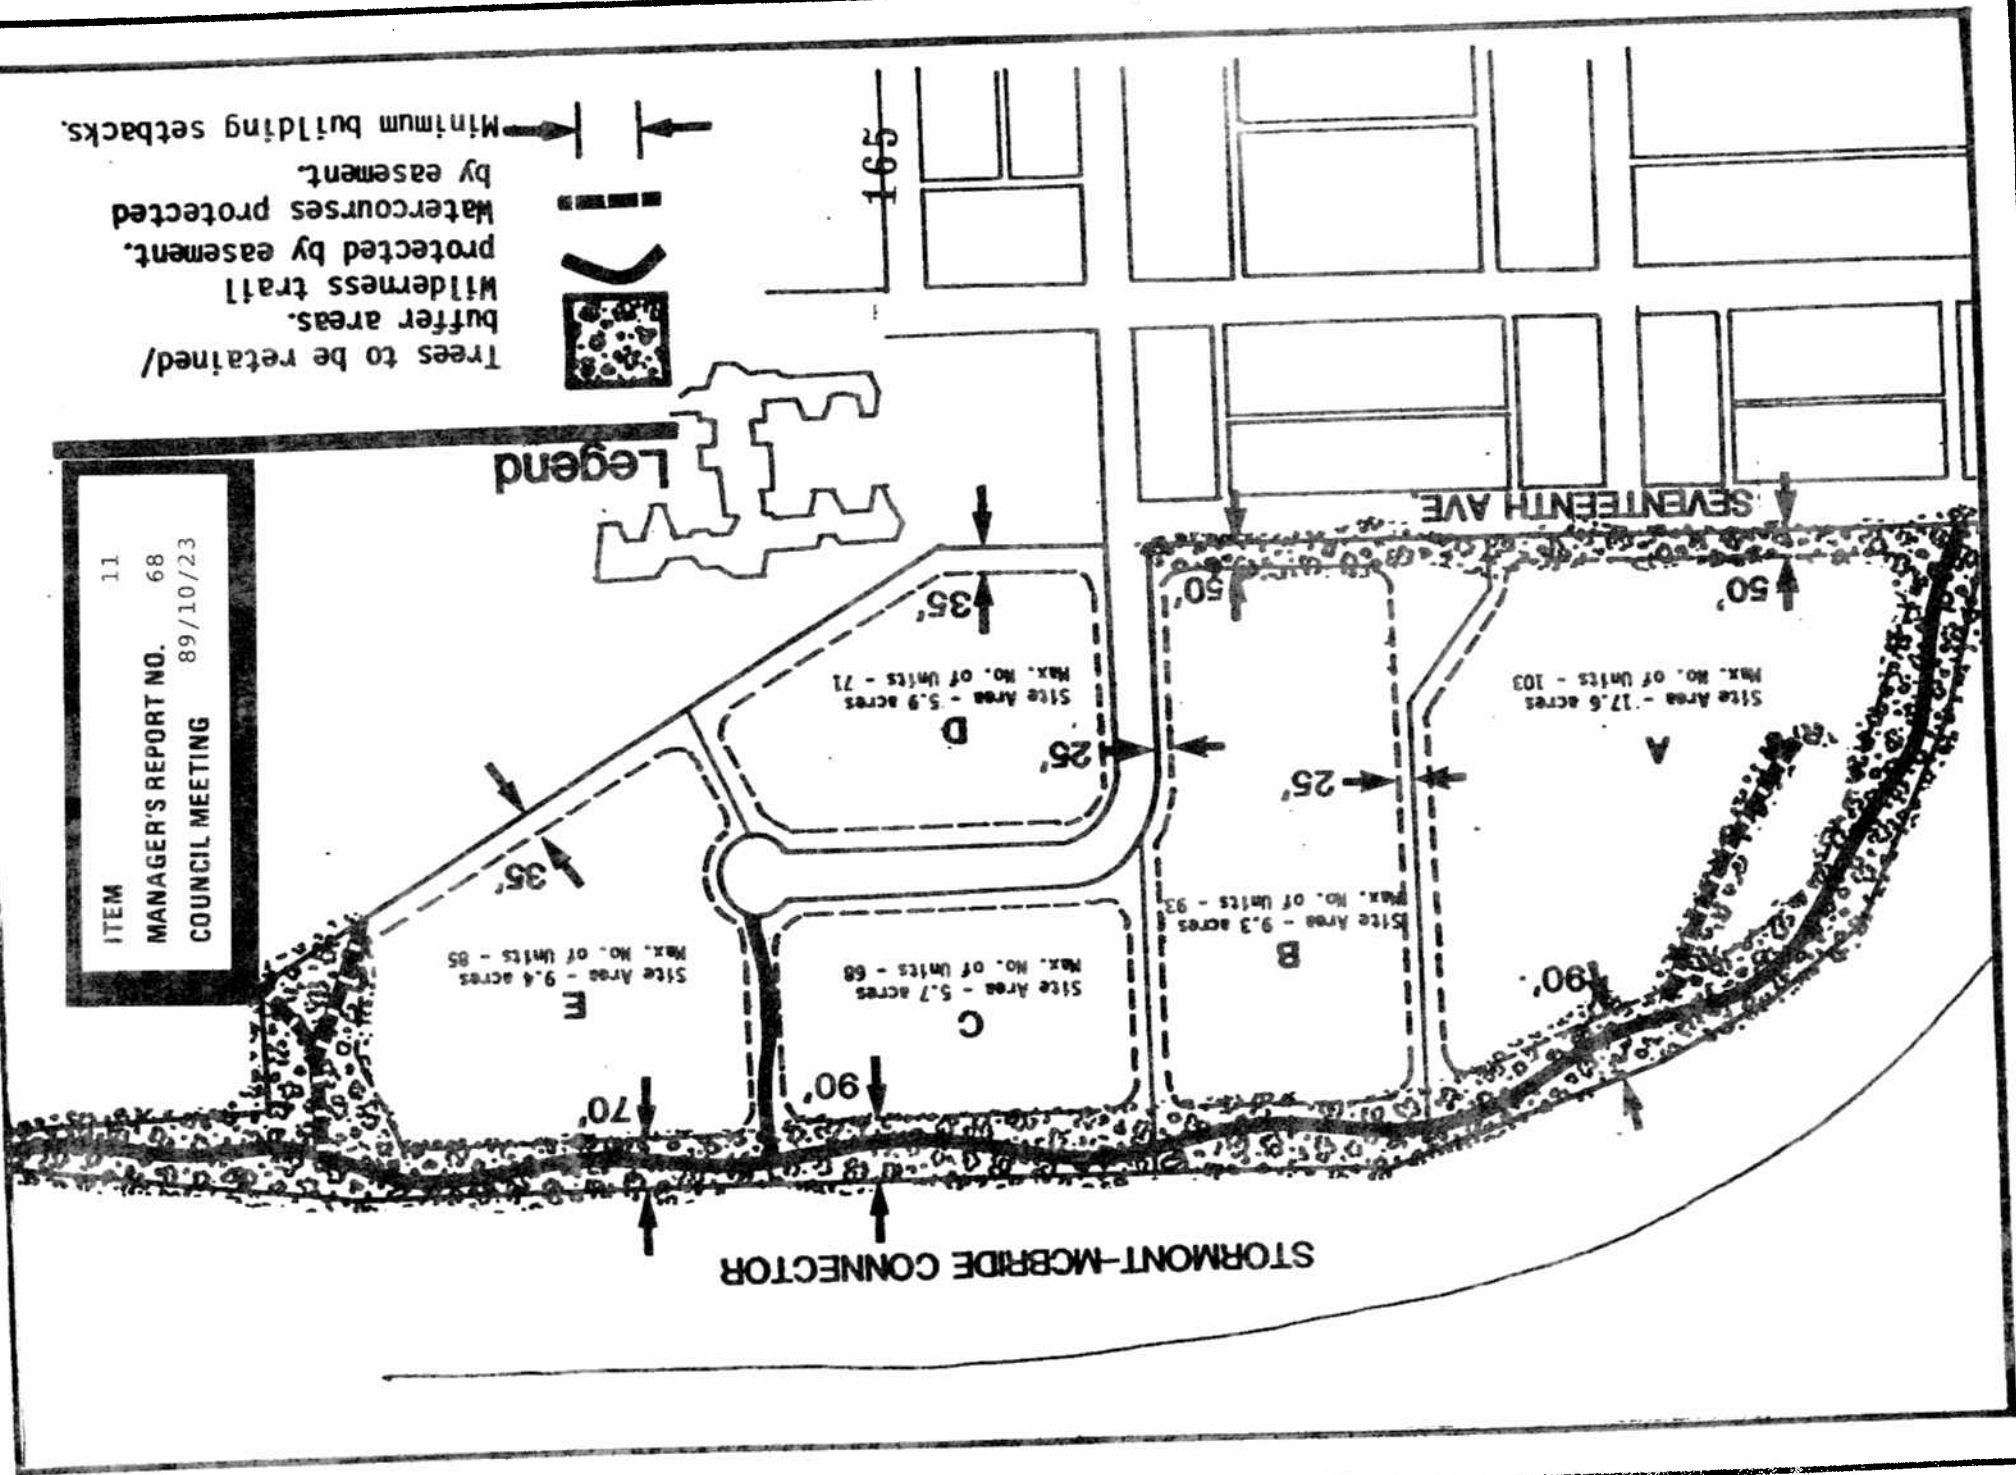 STORMONT-MCBRIDE CONNECTOR
70'
90'
90'
C
Site Area - 5.7 acres
Max. No. of Units - 68
E
Site Area - 9.4 acres
Max. No. of Units - 85
B
Site Area - 9.3 acres
Max. No. of Units - 93
35'
25'
25'
A
Site Area - 17.6 acres
Max. No. of Units - 103
D
Site Area - 5.9 acres
Max. No. of Units - 71
50'
50'
35'
SEVENTEENTH AVE.
Legend
Trees to be retained/
buffer areas.
Wilderness trail
protected by easement.
Watercourses protected
by easement.
Minimum building setbacks.
165
ITEM 11
MANAGER'S REPORT NO. 68
COUNCIL MEETING 89/10/23